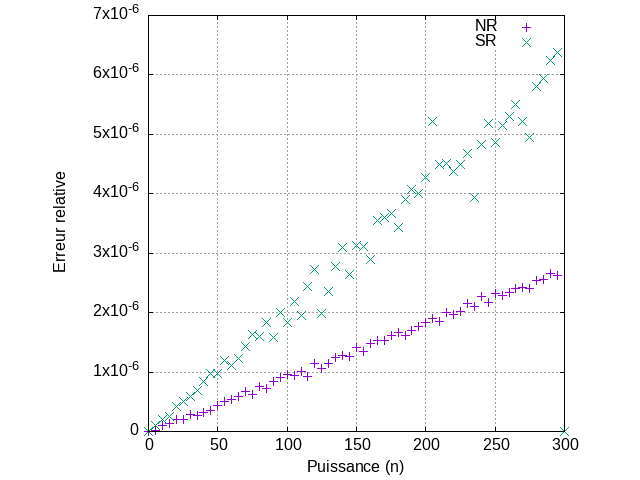 7x10⁻⁶
NR
SR
6x10⁻⁶
5x10⁻⁶
4x10⁻⁶
Erreur relative
3x10⁻⁶
2x10⁻⁶
1x10⁻⁶
0
0 50 100 150 200 250 300
Puissance (n)